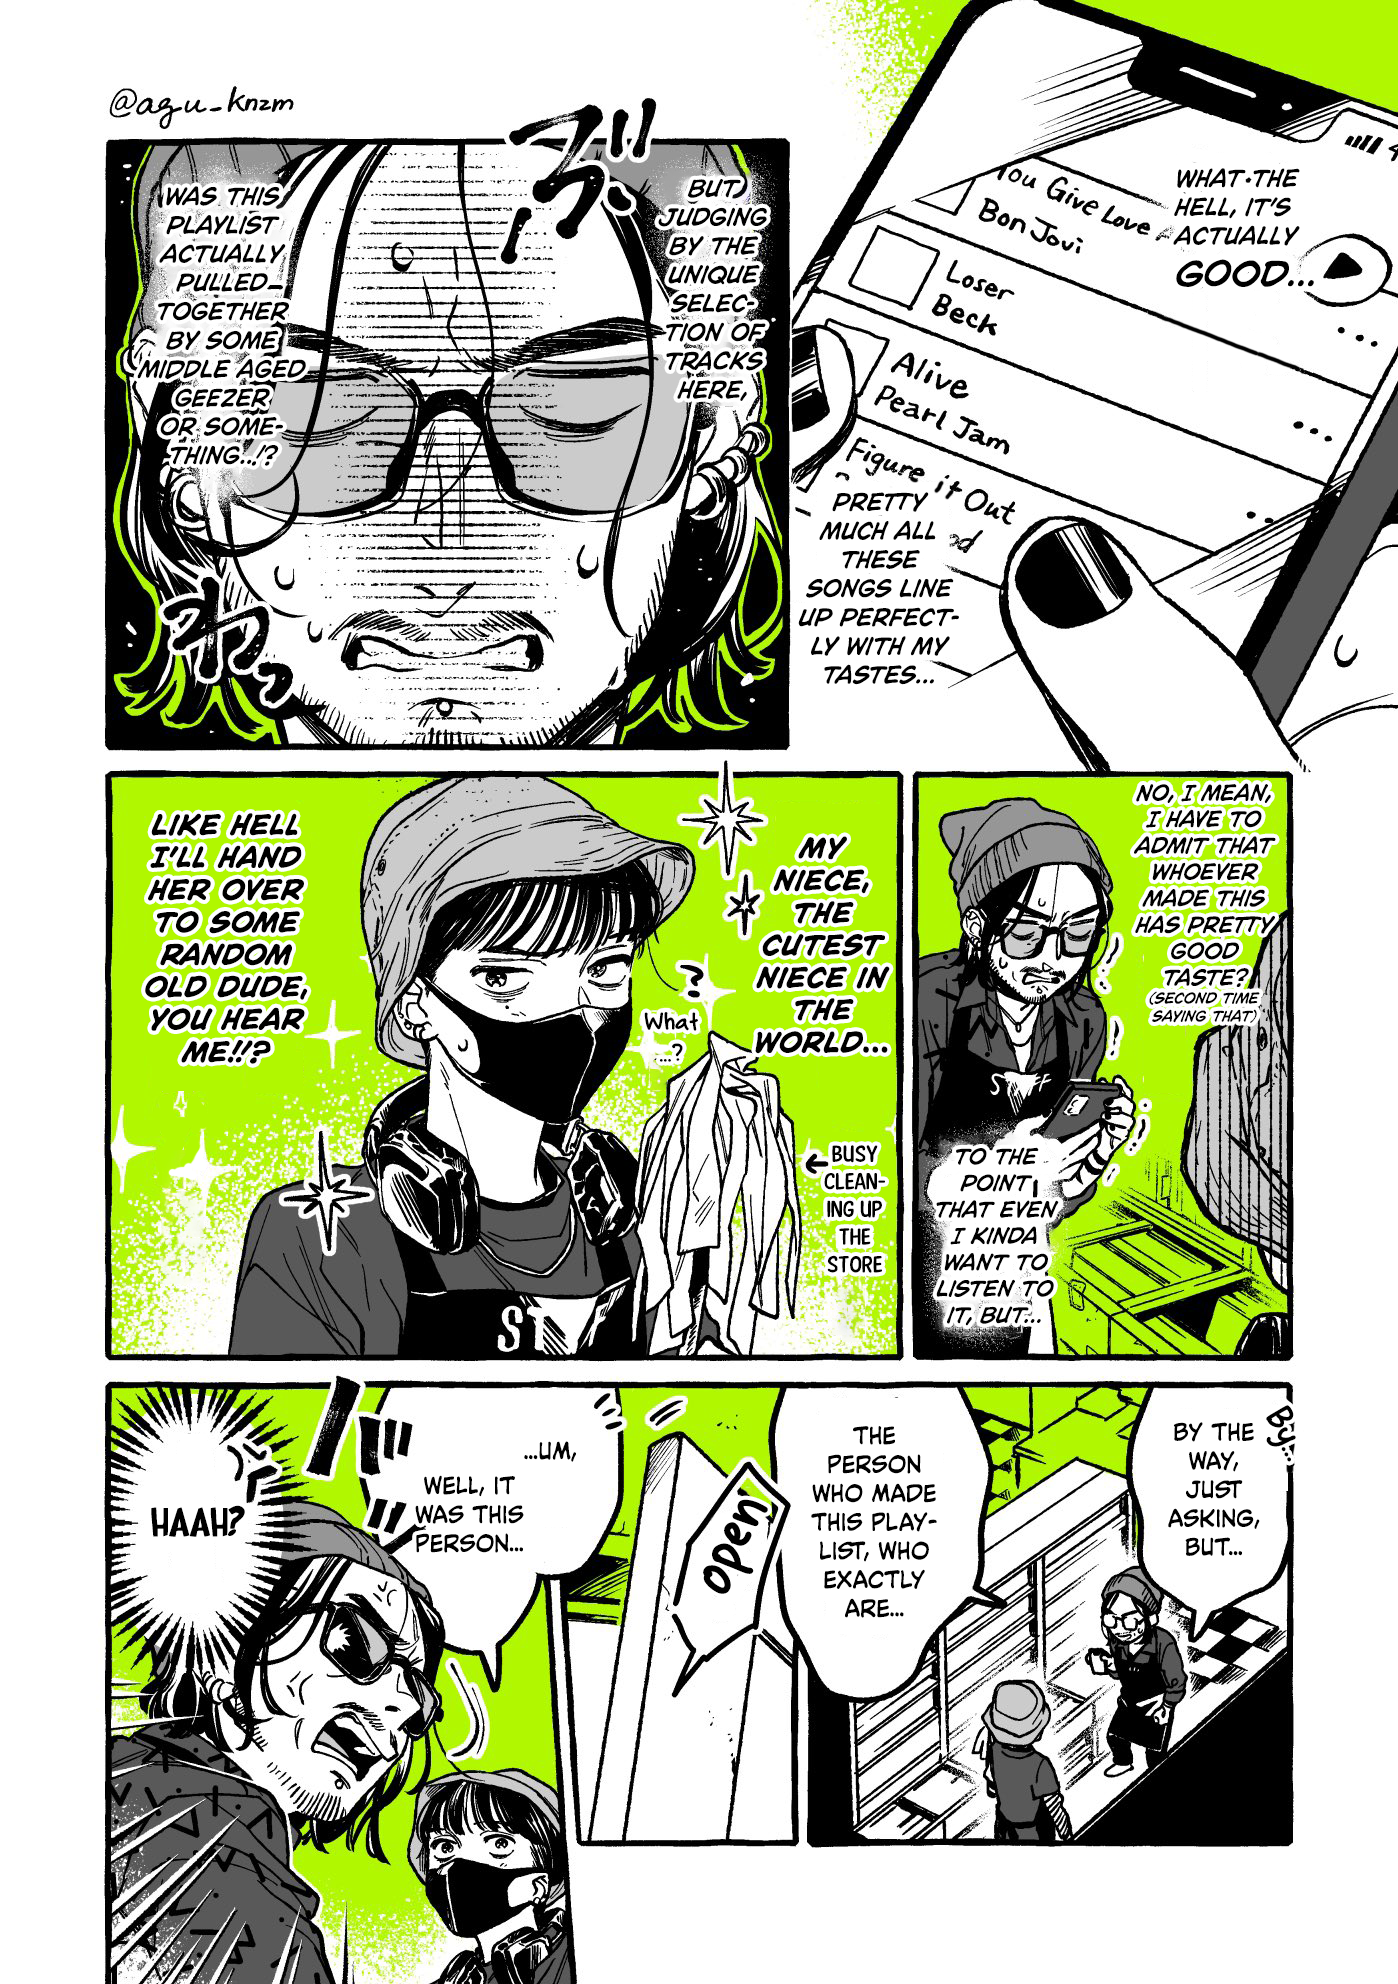 @agu_knzm
WHAT THE
HELL, IT'S
ACTUALLY
GOOD...
You Give Love
Bon Jovi
Loser
Beck
Alive
Pearl Jam
Figure it Out
PRETTY
MUCH ALL
THESE
SONGS LINE
UP PERFECT-
LY WITH MY
TASTES...
BUT
JUDGING
BY THE
UNIQUE
SELEC-
TION OF
TRACKS
HERE,
WAS THIS
PLAYLIST
ACTUALLY
PULLED
TOGETHER
BY SOME
MIDDLE AGED
GEEZER
OR SOME-
THING...!?
NO, I MEAN,
I HAVE TO
ADMIT THAT
WHOEVER
MADE THIS
HAS PRETTY
GOOD
TASTE?
(SECOND TIME
SAYING THAT)
STAFF
TO THE
POINT
THAT EVEN
I KINDA
WANT TO
LISTEN TO
IT, BUT...
MY
NIECE,
THE
CUTEST
NIECE IN
THE
WORLD...
?
What
...?
←BUSY
CLEAN-
ING UP
THE
STORE
LIKE HELL
I'LL HAND
HER OVER
TO SOME
RANDOM
OLD DUDE,
YOU HEAR
ME!!?
BY THE
WAY,
JUST
ASKING,
BUT...
THE
PERSON
WHO MADE
THIS PLAY-
LIST, WHO
EXACTLY
ARE...
open!
...UM,
WELL, IT
WAS THIS
PERSON...
HAAH?